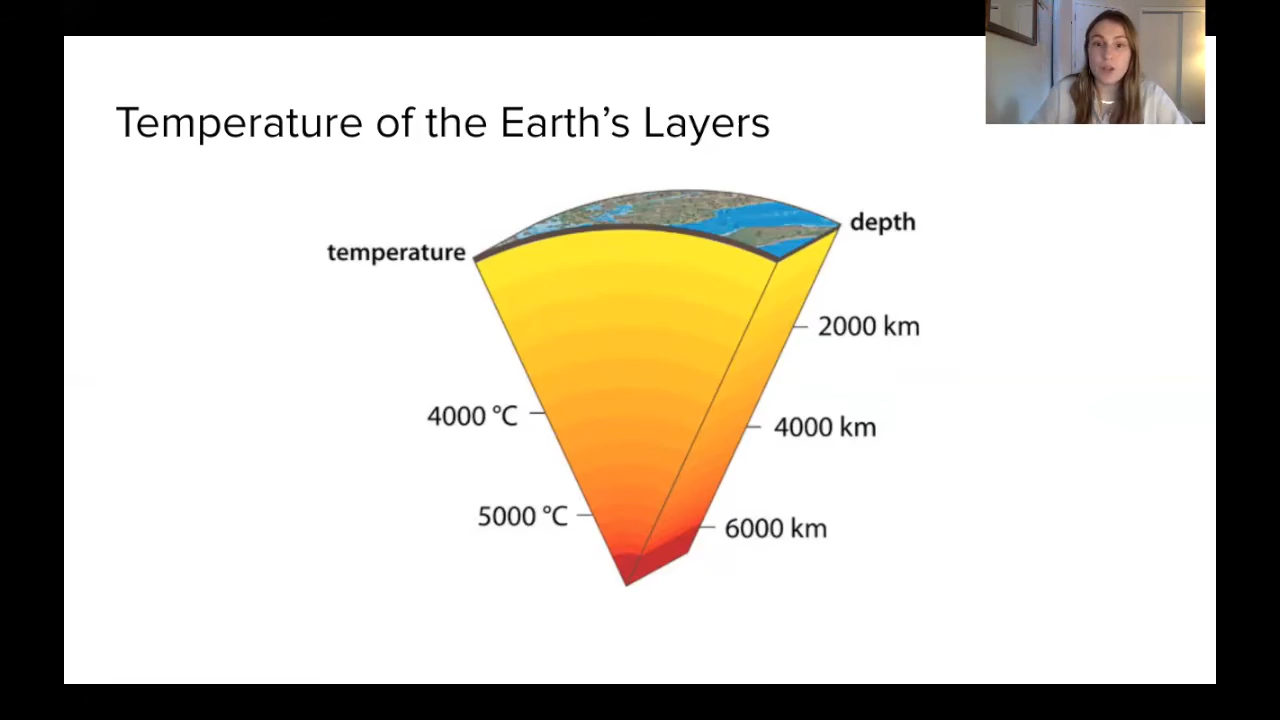 Temperature of the Earth’s Layers
depth
temperature
2000 km
4000 °C
4000 km
5000 °C
6000 km